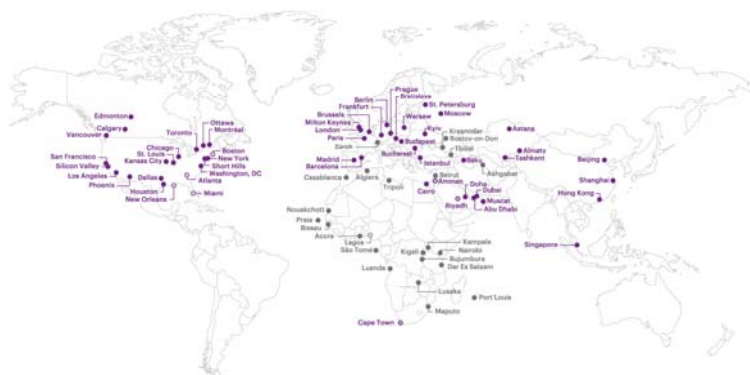 Edmonton
Calgary
Vancouver
San Francisco
Silicon Valley
Los Angeles
Phoenix
Chicago
St. Louis
Kansas City
Dallas
Houston
New Orleans
Toronto
Ottawa
Montréal
Boston
New York
Short Hills
Washington, DC
Atlanta
Miami
Prague
Berlin
Bratislava
Frankfurt
Brussels
Milton Keynes
London
Paris
Zürich
Madrid
Barcelona
St. Petersburg
Moscow
Warsaw
Kyiv
Krasnodar
Rostov-on-Don
Budapest
Tbilisi
Bucharest
Istanbul
Baku
Ashgabat
Astana
Almaty
Tashkent
Beijing
Shanghai
Hong Kong
Singapore
Casablanca
Algiers
Tripoli
Beirut
Amman
Cairo
Doha
Dubai
Riyadh
Muscat
Abu Dhabi
Nouakchott
Praia
Bissau
Accra
Lagos
São Tomé
Luanda
Kampala
Kigali
Nairobi
Bujumbura
Dar Es Salaam
Lusaka
Port Louis
Maputo
Cape Town